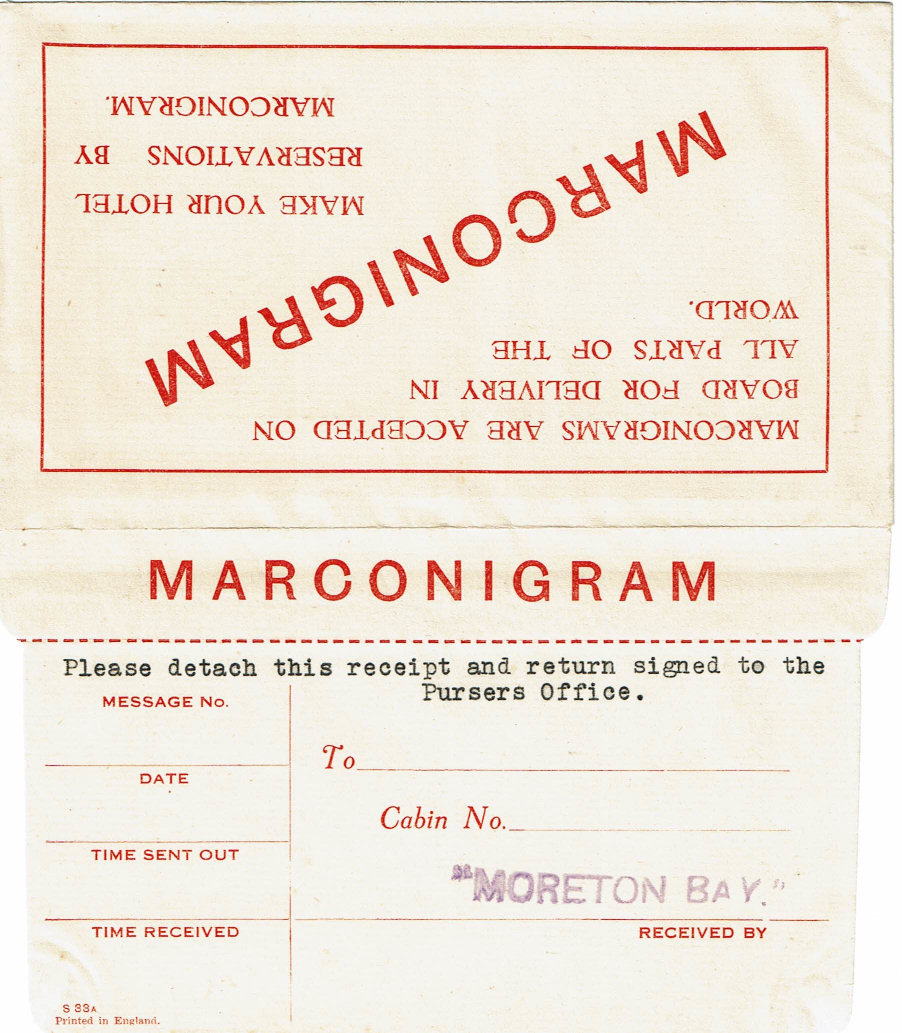 MARCONIGRAMS ARE ACCEPTED ON
BOARD FOR DELIVERY IN
ALL PARTS OF THE
WORLD.
MARCONIGRAM
MAKE YOUR HOTEL
RESERVATIONS BY
MARCONIGRAM.
MARCONIGRAM
Please detach this receipt and return signed to the
Pursers Office.
MESSAGE No.
DATE
TIME SENT OUT
TIME RECEIVED
To
Cabin No.
"MORETON BAY."
RECEIVED BY
S 33A
Printed in England.